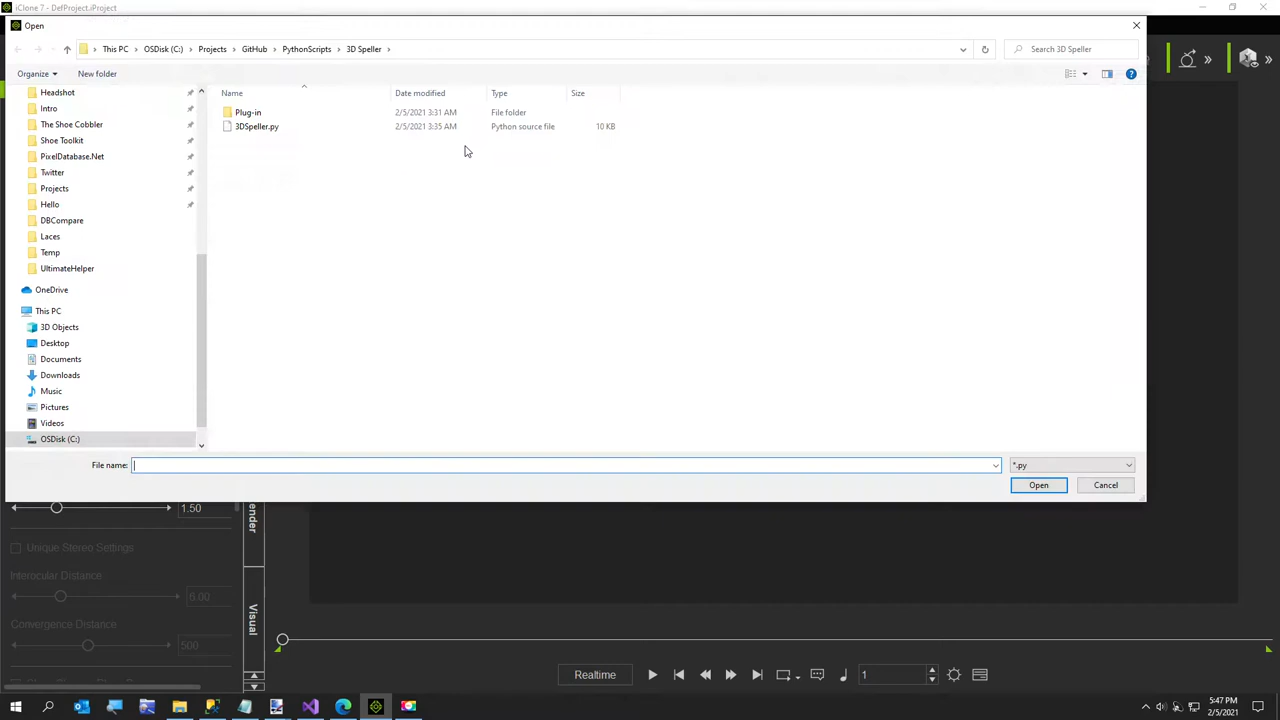 iClone 7 - DefProject.iProject
Open
This PC > OSDisk (C:) > Projects > GitHub > PythonScripts > 3D Speller >
Search 3D Speller
Organize
New folder
Name
Date modified
Type
Size
Plug-in
2/5/2021 3:31 AM
File folder
3DSpeller.py
2/5/2021 3:35 AM
Python source file
10 KB
Headshot
Intro
The Shoe Cobbler
Shoe Toolkit
PixelDatabase.Net
Twitter
Projects
Hello
DBCompare
Laces
Temp
UltimateHelper
OneDrive
This PC
3D Objects
Desktop
Documents
Downloads
Music
Pictures
Videos
OSDisk (C:)
File name:
*.py
Open
Cancel
1.50
Unique Stereo Settings
Interocular Distance
6.00
Convergence Distance
500
Visual
Realtime
1
5:47 PM
2/5/2021